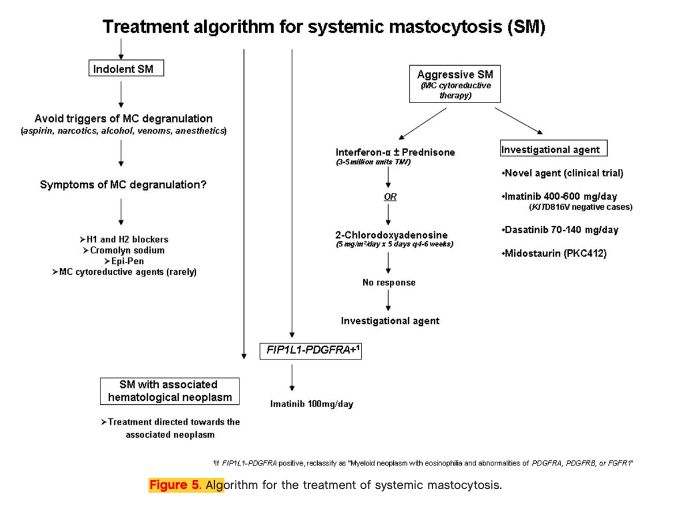 Treatment algorithm for systemic mastocytosis (SM)
Indolent SM
Avoid triggers of MC degranulation
(aspirin, narcotics, alcohol, venoms, anesthetics)
Symptoms of MC degranulation?
➢H1 and H2 blockers
➢Cromolyn sodium
➢Epi-Pen
➢MC cytoreductive agents (rarely)
SM with associated
hematological neoplasm
➢Treatment directed towards the
associated neoplasm
FIP1L1-PDGFRA+¹
Imatinib 100mg/day
Aggressive SM
(MC cytoreductive
therapy)
Interferon-α ± Prednisone
(3-5 million units TIW)
OR
2-Chlorodoxyadenosine
(5 mg/m²/day x 5 days q4-6 weeks)
No response
Investigational agent
Investigational agent
•Novel agent (clinical trial)
•Imatinib 400-600 mg/day
(KITD816V negative cases)
•Dasatinib 70-140 mg/day
•Midostaurin (PKC412)
¹If FIP1L1-PDGFRA positive, reclassify as "Myeloid neoplasm with eosinophilia and abnormalities of PDGFRA, PDGFRB, or FGFR1"
Figure 5. Algorithm for the treatment of systemic mastocytosis.